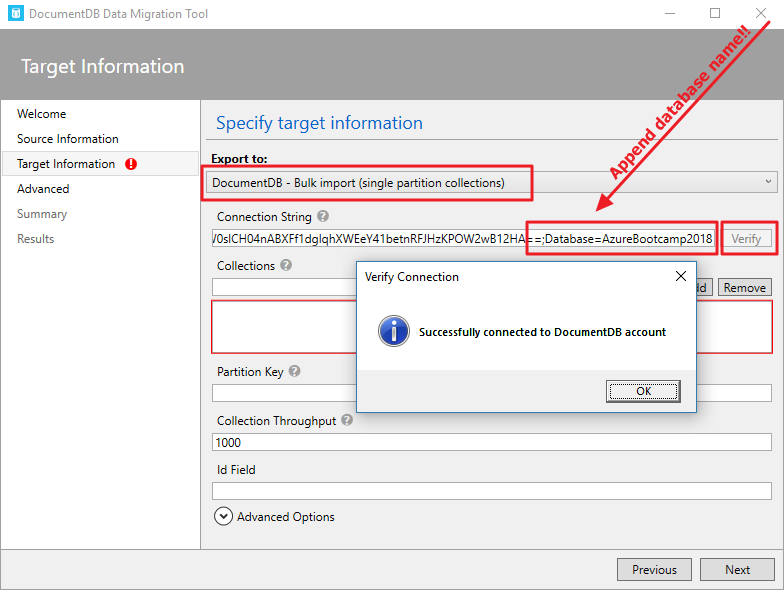 DocumentDB Data Migration Tool
Append database name!!
Target Information
Welcome
Source Information
Target Information
Advanced
Summary
Results
Specify target information
Export to:
DocumentDB - Bulk import (single partition collections)
Connection String
V0sICH04nABXFf1dgIqhXWEeY41betnRFJHzKPOW2wB12HA==;Database=AzureBootcamp2018
Verify
Collections
dd
Remove
Verify Connection
Successfully connected to DocumentDB account
OK
Partition Key
Collection Throughput
1000
Id Field
Advanced Options
Previous
Next